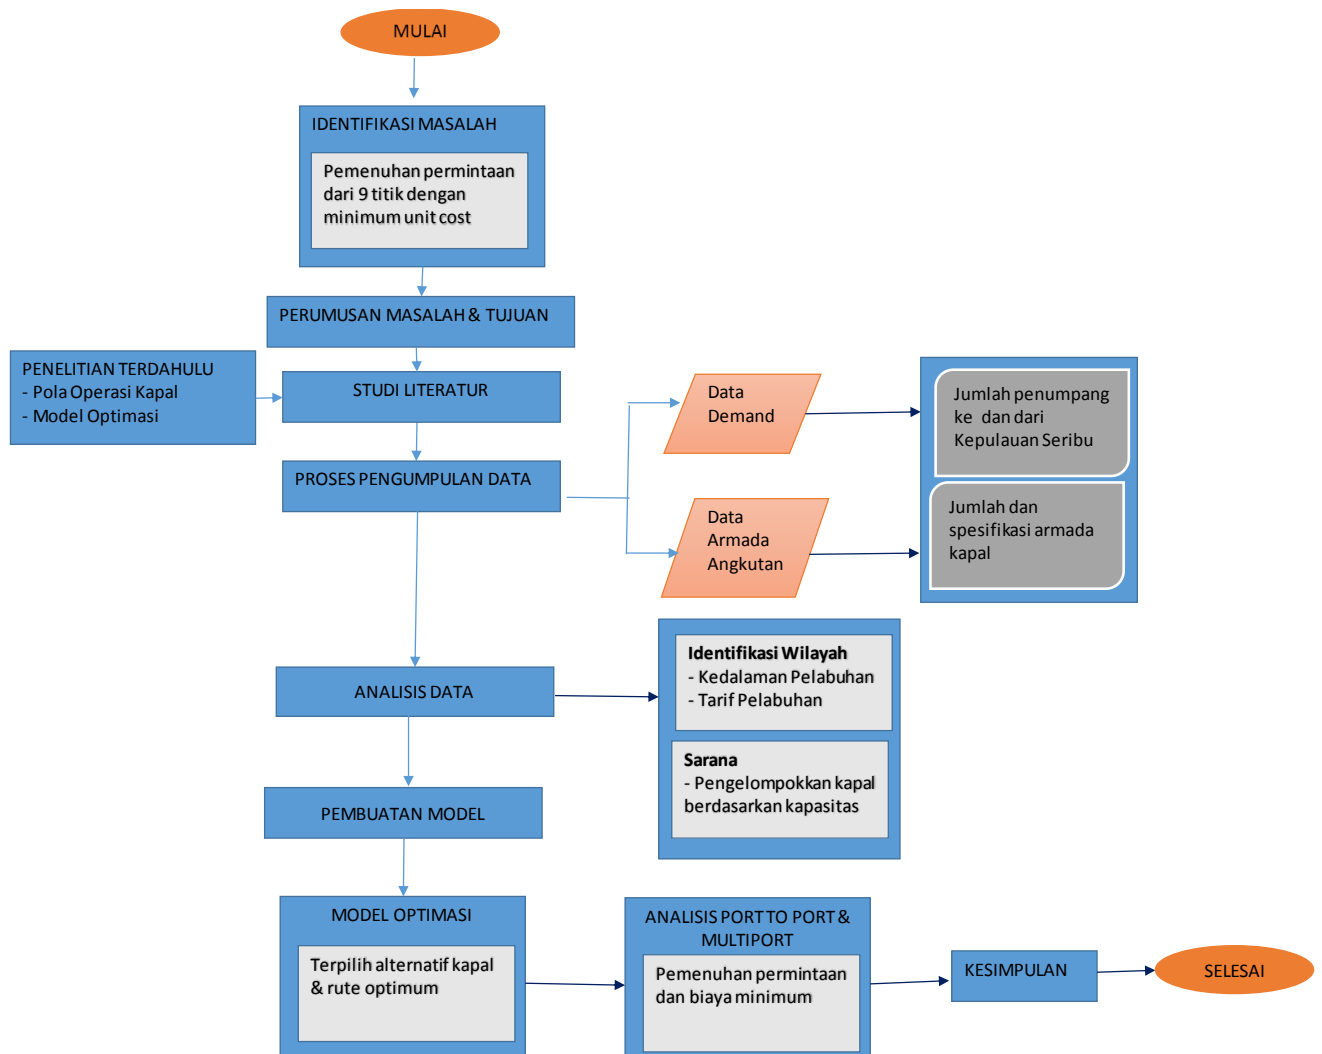 MULAI
IDENTIFIKASI MASALAH
Pemenuhan permintaan
dari 9 titik dengan
minimum unit cost
PERUMUSAN MASALAH & TUJUAN
PENELITIAN TERDAHULU
- Pola Operasi Kapal
- Model Optimasi
STUDI LITERATUR
PROSES PENGUMPULAN DATA
Data
Demand
Jumlah penumpang
ke dan dari
Kepulauan Seribu
Data
Armada
Angkutan
Jumlah dan
spesifikasi armada
kapal
ANALISIS DATA
Identifikasi Wilayah
- Kedalaman Pelabuhan
- Tarif Pelabuhan
Sarana
- Pengelompokkan kapal
berdasarkan kapasitas
PEMBUATAN MODEL
MODEL OPTIMASI
Terpilih alternatif kapal
& rute optimum
ANALISIS PORT TO PORT &
MULTIPORT
Pemenuhan permintaan
dan biaya minimum
KESIMPULAN
SELESAI